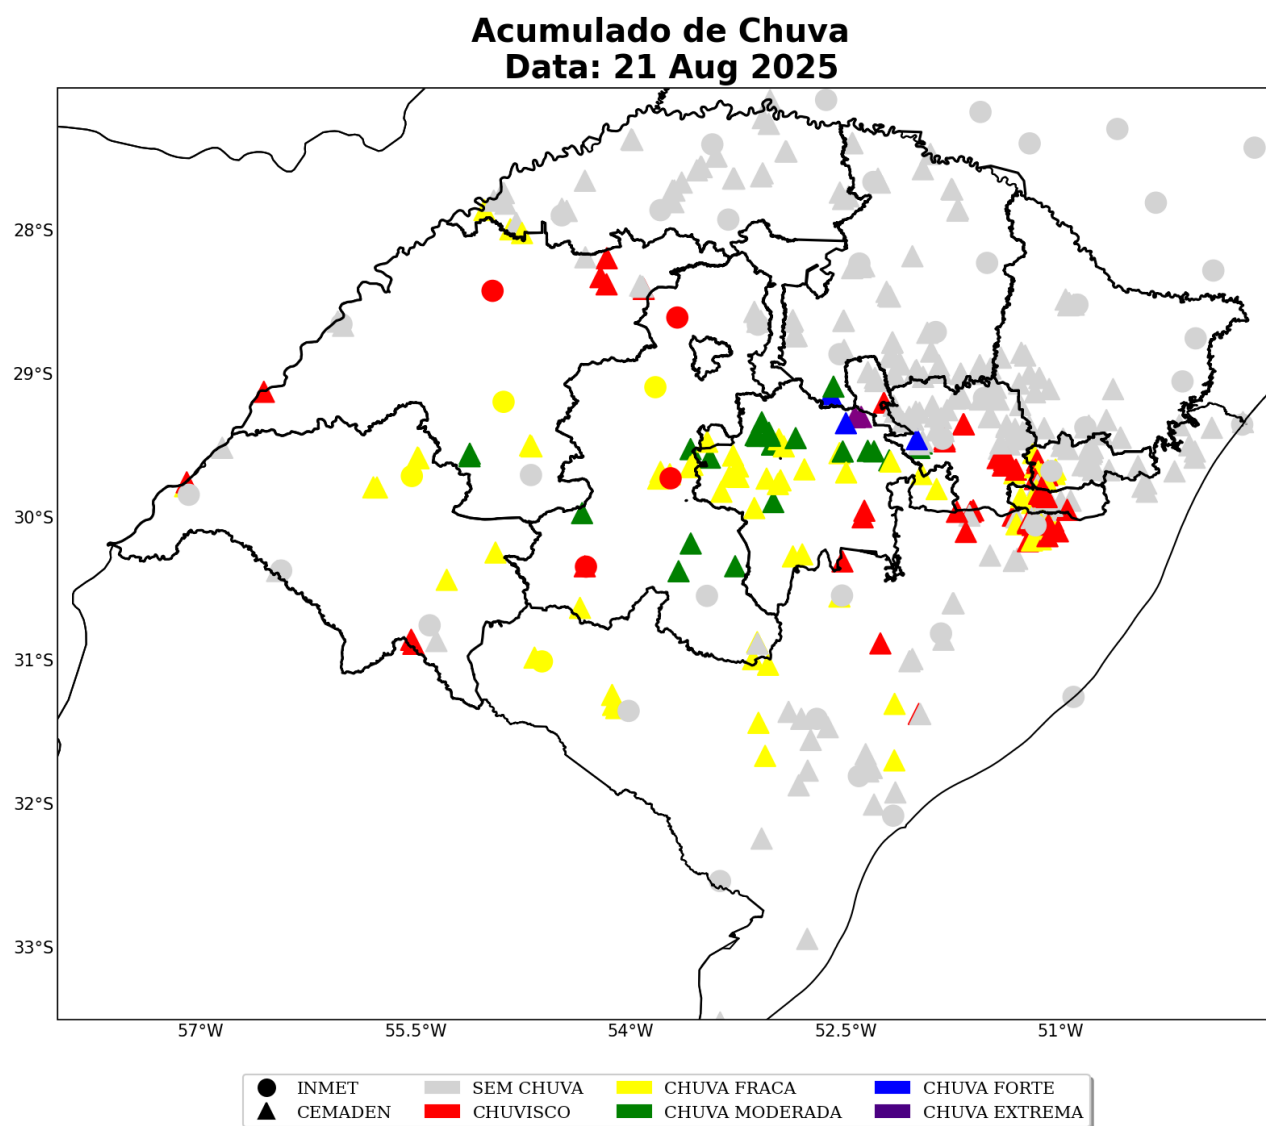 Acumulado de Chuva
Data: 21 Aug 2025
28°S
29°S
30°S
31°S
32°S
33°S
57°W 55.5°W 54°W 52.5°W 51°W
INMET SEM CHUVA CHUVA FRACA CHUVA FORTE
CEMADEN CHUVISCO CHUVA MODERADA CHUVA EXTREMA